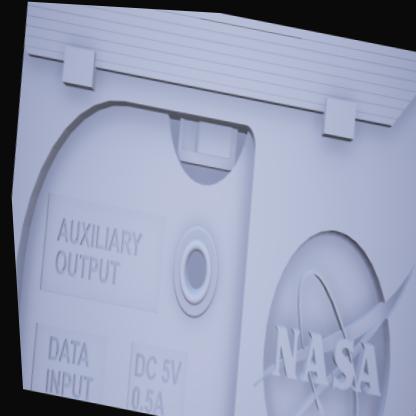 AUXILIARY
OUTPUT
DATA
INPUT
DC 5V
0.5A
NASA